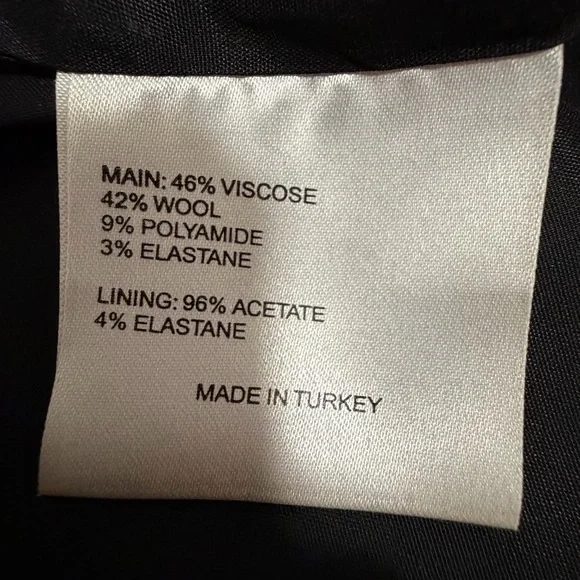 MAIN: 46% VISCOSE
42% WOOL
9% POLYAMIDE
3% ELASTANE
LINING: 96% ACETATE
4% ELASTANE
MADE IN TURKEY